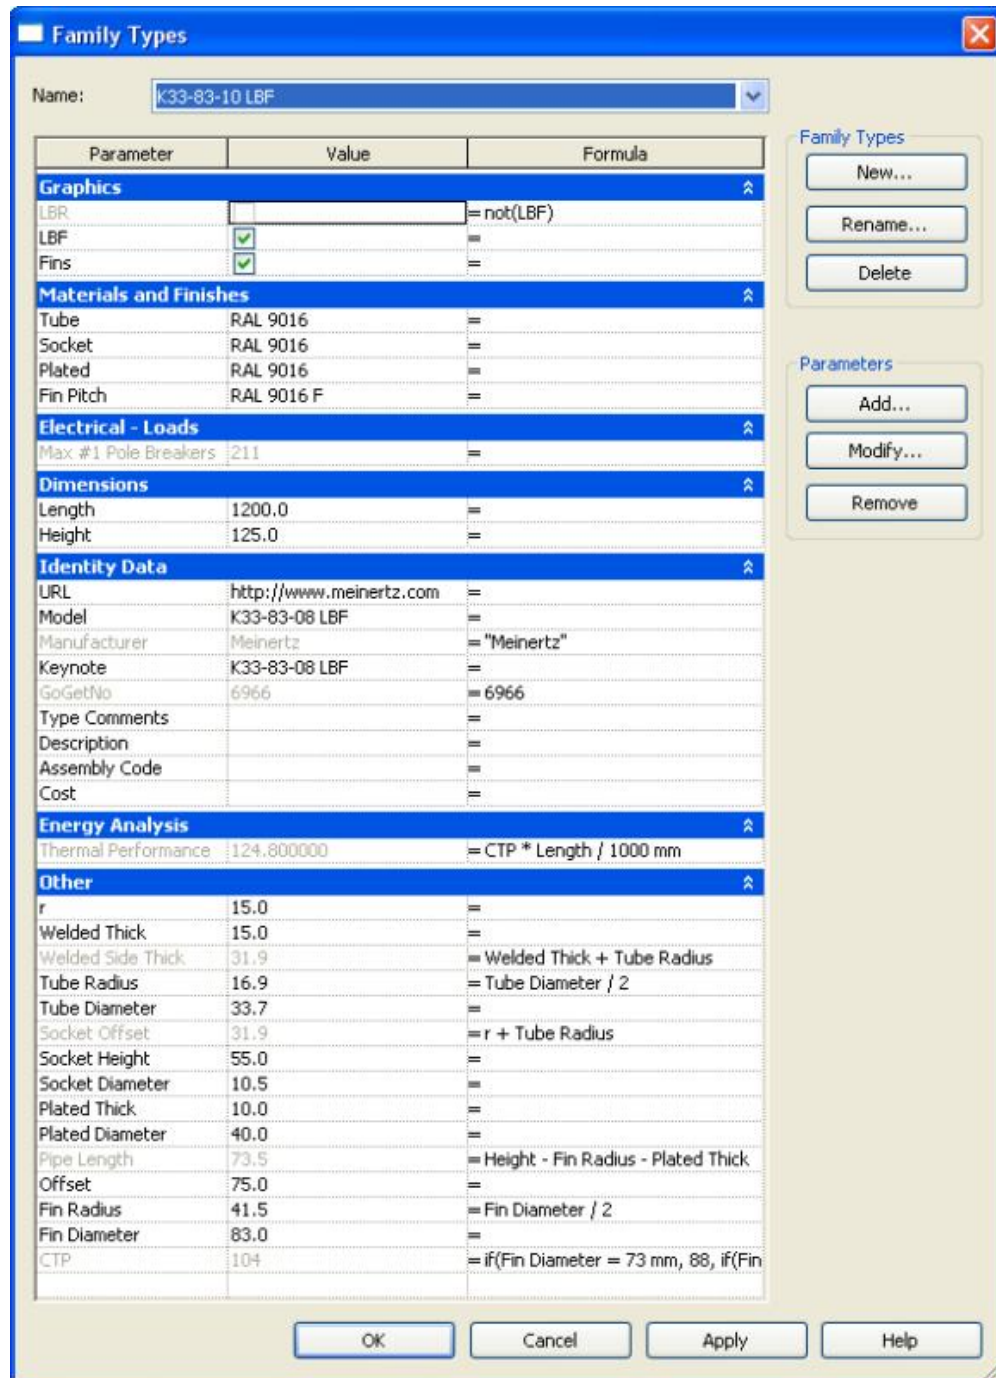 Family Types
Name: K33-83-10 LBF
Parameter Value Formula
Graphics
LBR = not(LBF)
LBF =
Fins =
Materials and Finishes
Tube RAL 9016 =
Socket RAL 9016 =
Plated RAL 9016 =
Fin Pitch RAL 9016 F =
Electrical - Loads
Max #1 Pole Breakers 211 =
Dimensions
Length 1200.0 =
Height 125.0 =
Identity Data
URL http://www.meinertz.com =
Model K33-83-08 LBF =
Manufacturer Meinertz = "Meinertz"
Keynote K33-83-08 LBF =
GoGetNo 6966 = 6966
Type Comments =
Description =
Assembly Code =
Cost =
Energy Analysis
Thermal Performance 124.800000 = CTP * Length / 1000 mm
Other
r 15.0 =
Welded Thick 15.0 =
Welded Side Thick 31.9 = Welded Thick + Tube Radius
Tube Radius 16.9 = Tube Diameter / 2
Tube Diameter 33.7 =
Socket Offset 31.9 = r + Tube Radius
Socket Height 55.0 =
Socket Diameter 10.5 =
Plated Thick 10.0 =
Plated Diameter 40.0 =
Pipe Length 73.5 = Height - Fin Radius - Plated Thick
Offset 75.0 =
Fin Radius 41.5 = Fin Diameter / 2
Fin Diameter 83.0 =
CTP 104 = if(Fin Diameter = 73 mm, 88, if(Fin
Family Types
New...
Rename...
Delete
Parameters
Add...
Modify...
Remove
OK Cancel Apply Help